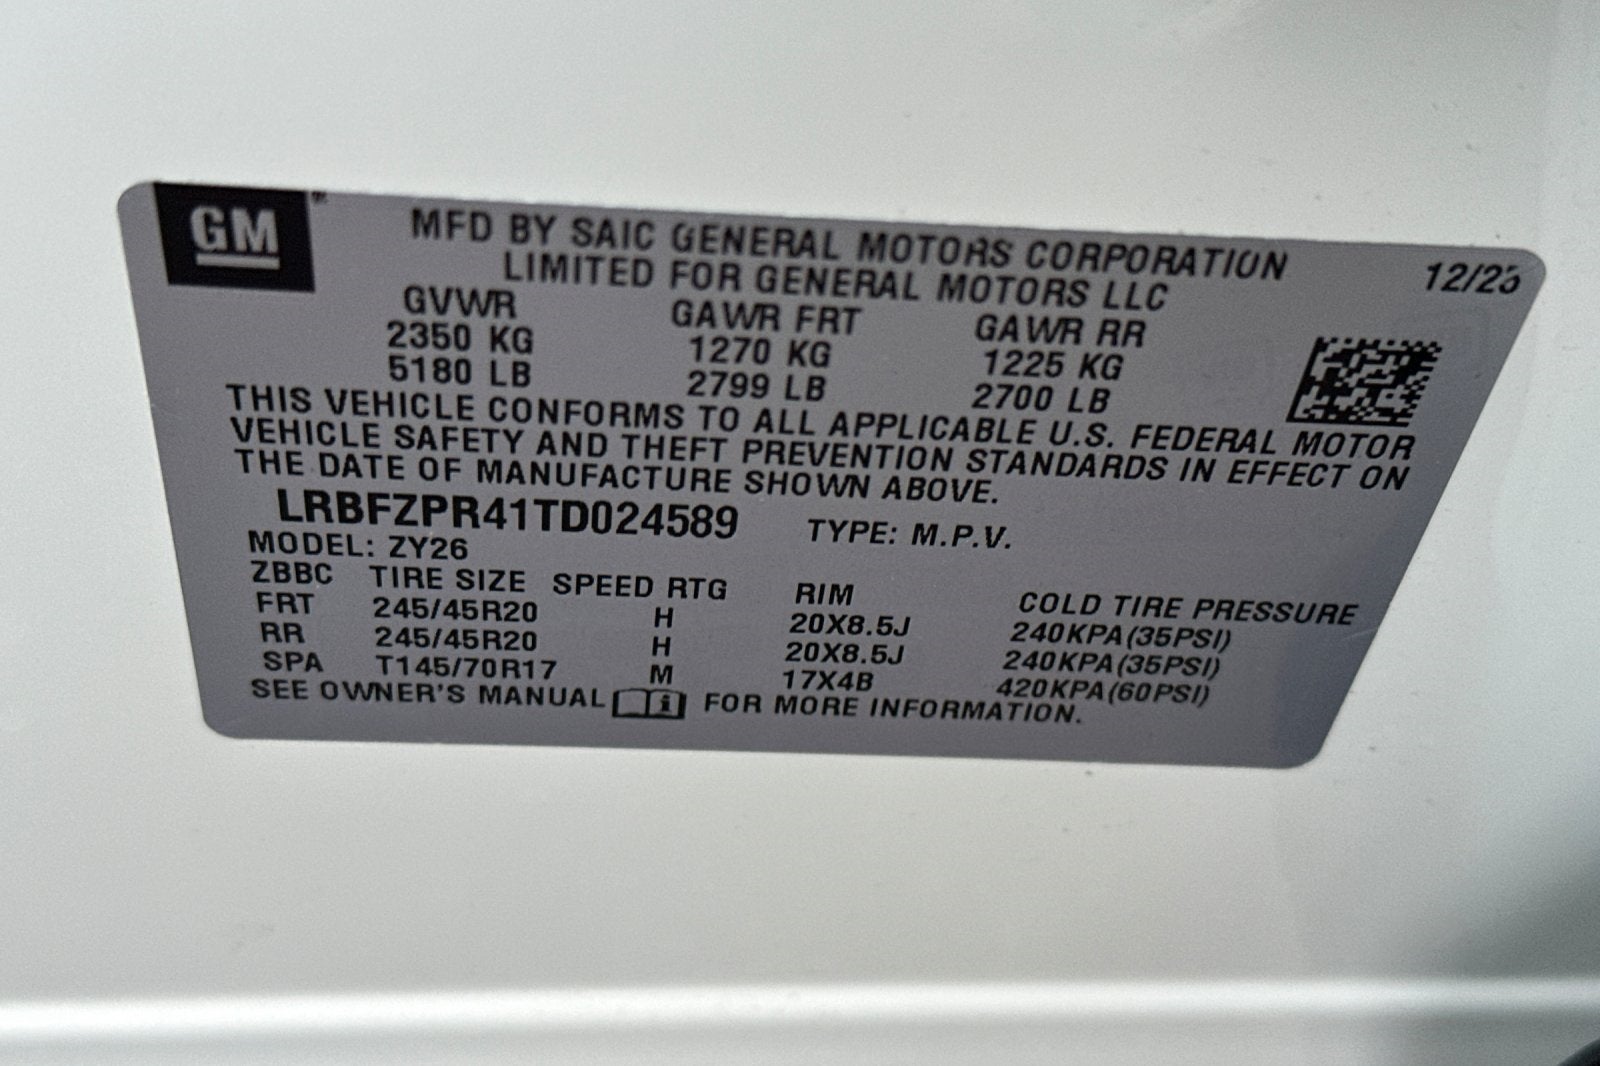 GM
MFD BY SAIC GENERAL MOTORS CORPORATION
LIMITED FOR GENERAL MOTORS LLC
12/23
GVWR GAWR FRT GAWR RR
2350 KG 1270 KG 1225 KG
5180 LB 2799 LB 2700 LB
THIS VEHICLE CONFORMS TO ALL APPLICABLE U.S. FEDERAL MOTOR
VEHICLE SAFETY AND THEFT PREVENTION STANDARDS IN EFFECT ON
THE DATE OF MANUFACTURE SHOWN ABOVE.
LRBFZPR41TD024589 TYPE: M.P.V.
MODEL: ZY26
ZBBC TIRE SIZE SPEED RTG RIM COLD TIRE PRESSURE
FRT 245/45R20 H 20X8.5J 240KPA(35PSI)
RR 245/45R20 H 20X8.5J 240KPA(35PSI)
SPA T145/70R17 M 17X4B 420KPA(60PSI)
SEE OWNER'S MANUAL i FOR MORE INFORMATION.